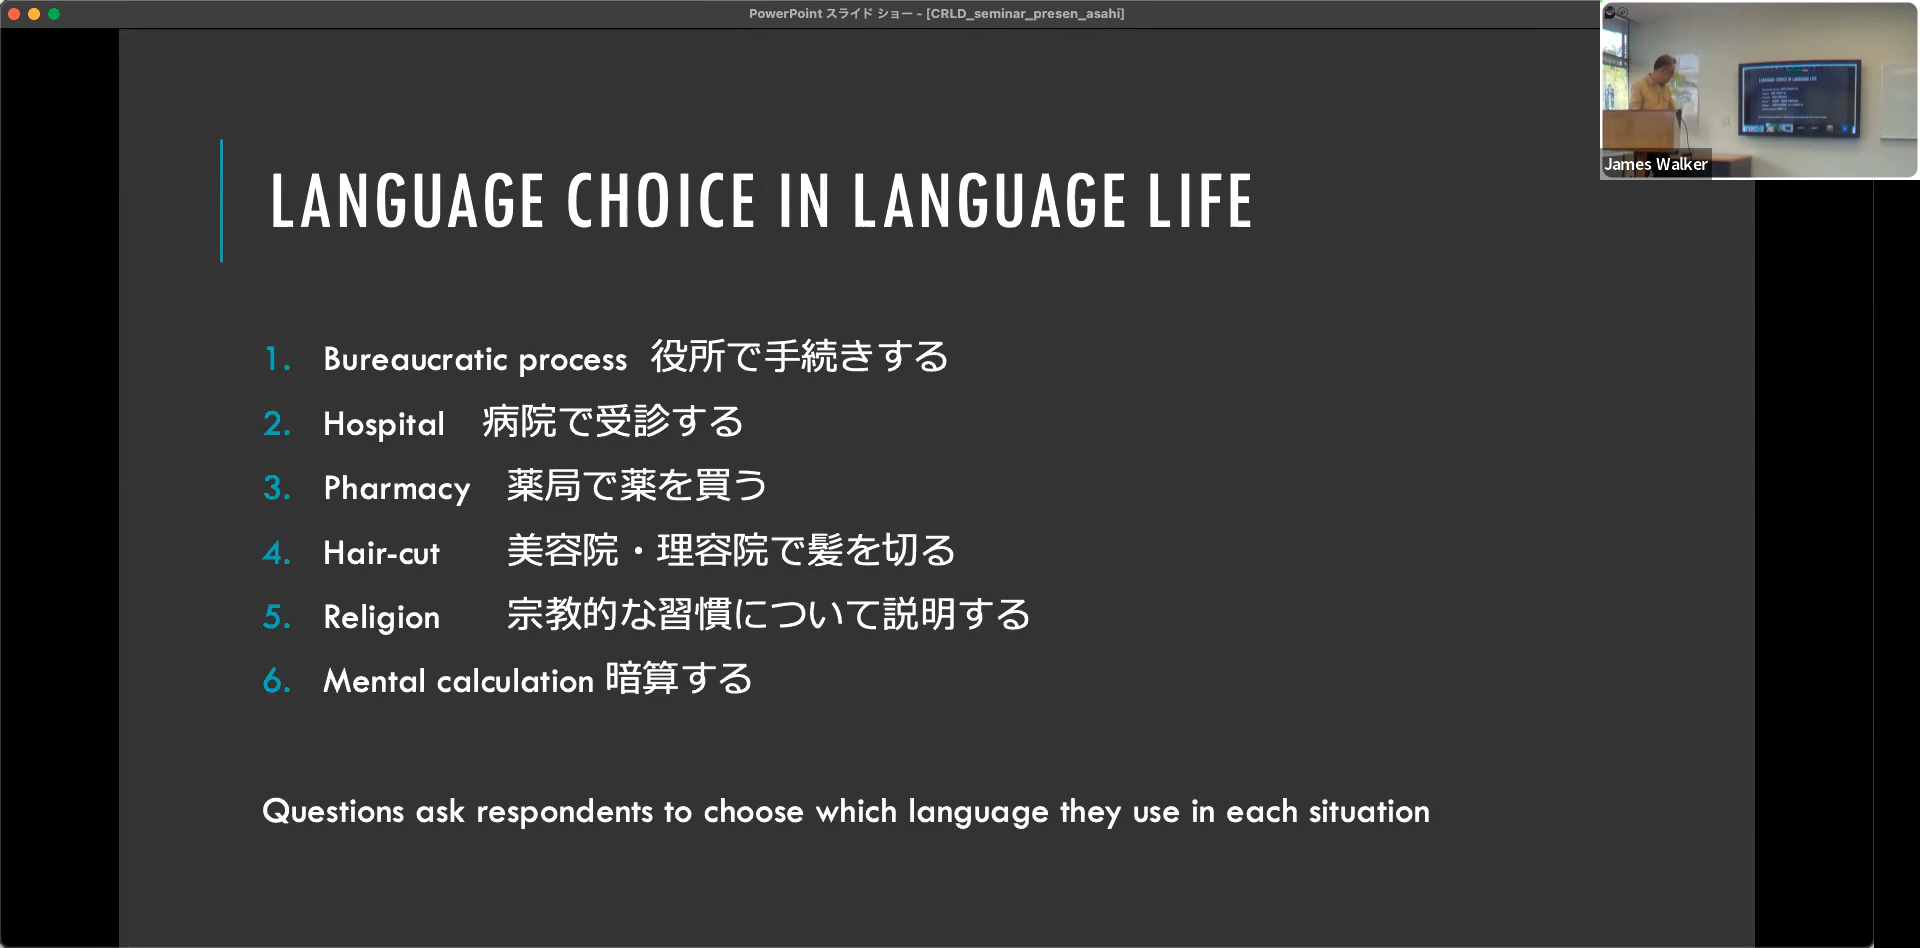 PowerPoint スライド ショー - [CRLD_seminar_presen_asahi]
James Walker
LANGUAGE CHOICE IN LANGUAGE LIFE
1. Bureaucratic process 役所で手続きする
2. Hospital 病院で受診する
3. Pharmacy 薬局で薬を買う
4. Hair-cut 美容院・理容院で髪を切る
5. Religion 宗教的な習慣について説明する
6. Mental calculation 暗算する
Questions ask respondents to choose which language they use in each situation